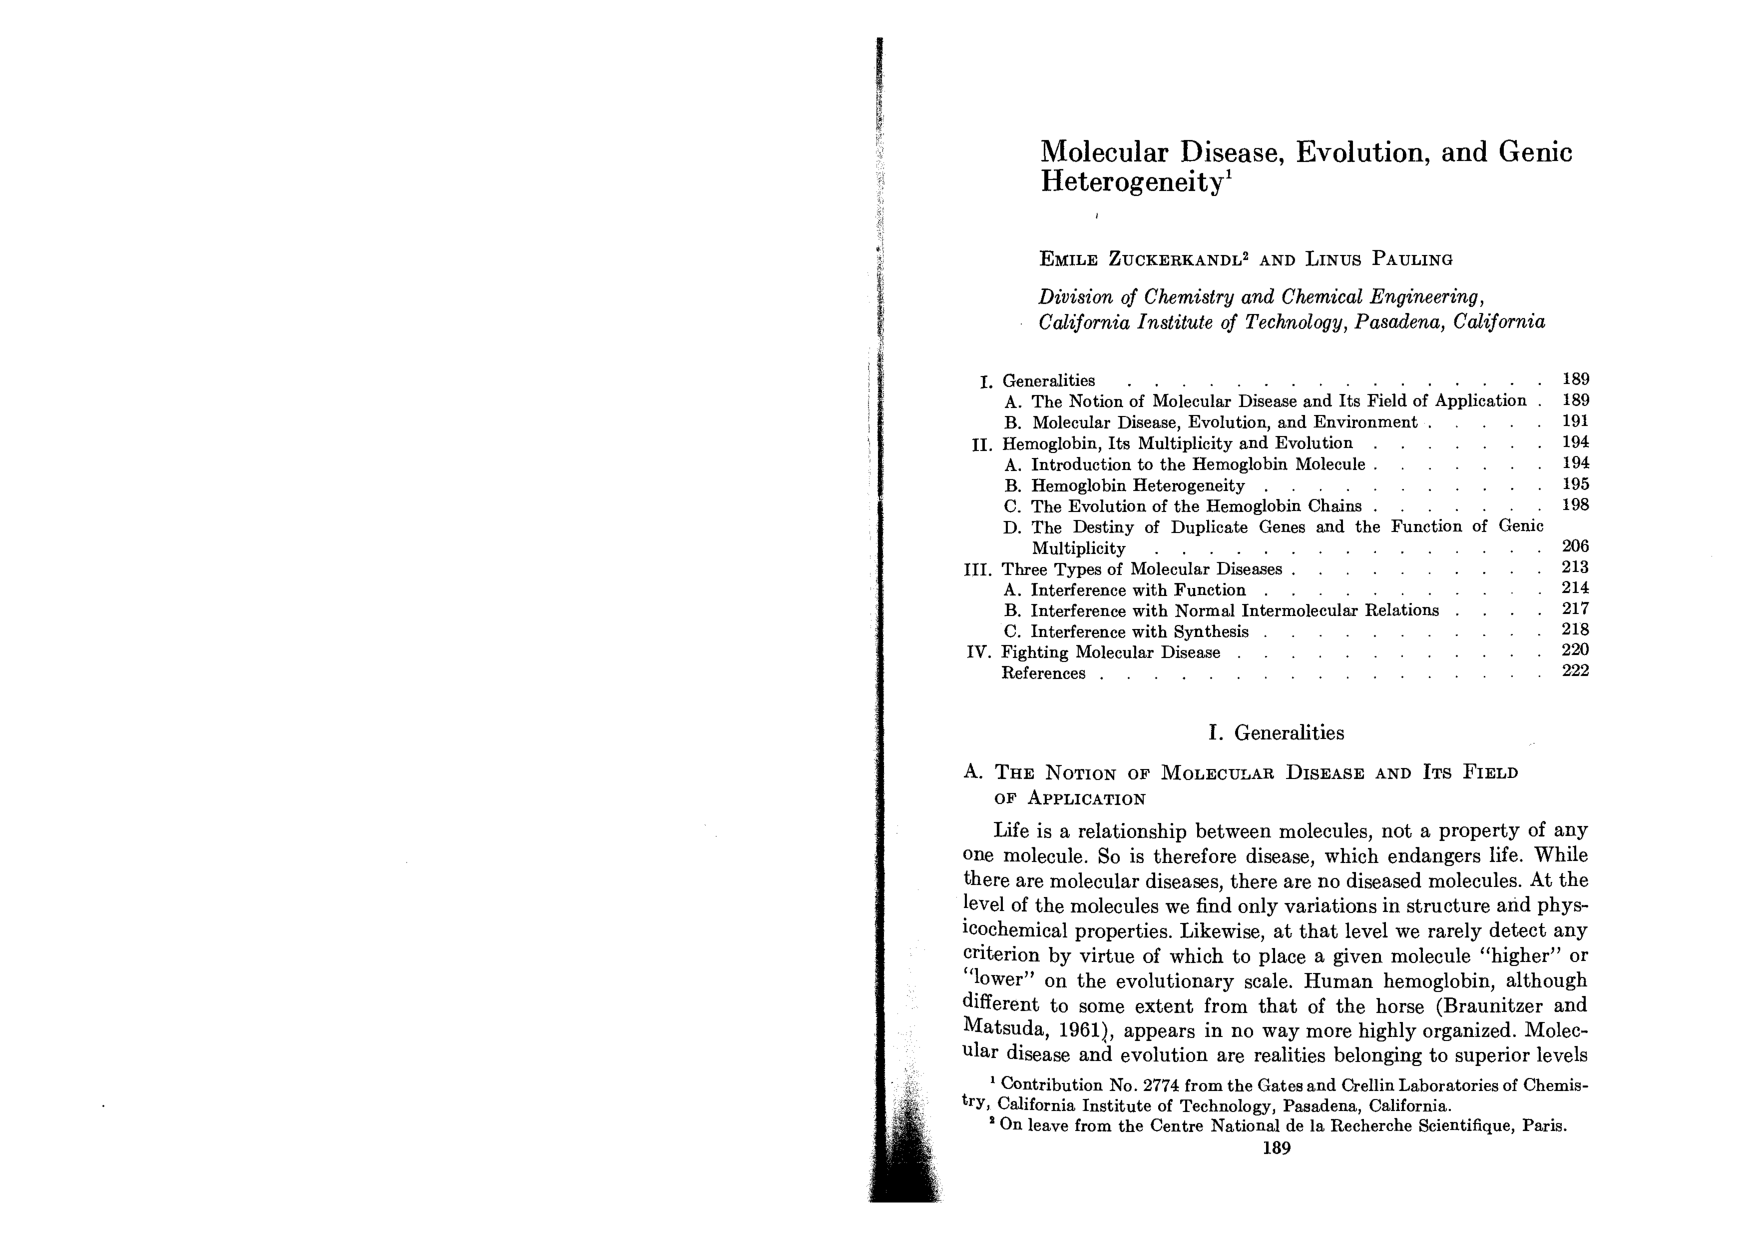 Molecular Disease, Evolution, and Genic
Heterogeneity¹
EMILE ZUCKERKANDL² AND LINUS PAULING
Division of Chemistry and Chemical Engineering,
California Institute of Technology, Pasadena, California
I. Generalities . . . . . . . . . . . . . . . . 189
A. The Notion of Molecular Disease and Its Field of Application . 189
B. Molecular Disease, Evolution, and Environment . . . . . 191
II. Hemoglobin, Its Multiplicity and Evolution . . . . . . . 194
A. Introduction to the Hemoglobin Molecule . . . . . . . 194
B. Hemoglobin Heterogeneity . . . . . . . . . . . 195
C. The Evolution of the Hemoglobin Chains . . . . . . . 198
D. The Destiny of Duplicate Genes and the Function of Genic
Multiplicity . . . . . . . . . . . . . . . 206
III. Three Types of Molecular Diseases . . . . . . . . . . 213
A. Interference with Function . . . . . . . . . . . 214
B. Interference with Normal Intermolecular Relations . . . . 217
C. Interference with Synthesis . . . . . . . . . . . 218
IV. Fighting Molecular Disease . . . . . . . . . . . . 220
References . . . . . . . . . . . . . . . . . 222
I. Generalities
A. THE NOTION OF MOLECULAR DISEASE AND ITS FIELD
OF APPLICATION
Life is a relationship between molecules, not a property of any
one molecule. So is therefore disease, which endangers life. While
there are molecular diseases, there are no diseased molecules. At the
level of the molecules we find only variations in structure and phys-
icochemical properties. Likewise, at that level we rarely detect any
criterion by virtue of which to place a given molecule “higher” or
“lower” on the evolutionary scale. Human hemoglobin, although
different to some extent from that of the horse (Braunitzer and
Matsuda, 1961), appears in no way more highly organized. Molec-
ular disease and evolution are realities belonging to superior levels
¹ Contribution No. 2774 from the Gates and Crellin Laboratories of Chemis-
try, California Institute of Technology, Pasadena, California.
² On leave from the Centre National de la Recherche Scientifique, Paris.
189